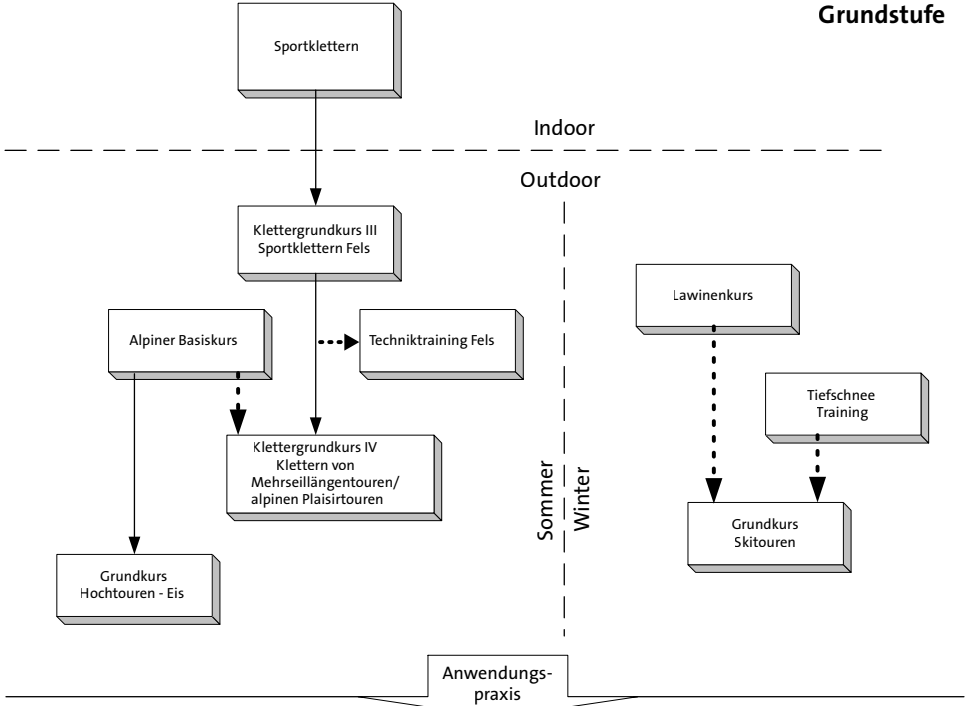 Grundstufe
Sportklettern
Indoor
Outdoor
Klettergrundkurs III
Sportklettern Fels
Lawinenkurs
Alpiner Basiskurs
Techniktraining Fels
Tiefschnee
Training
Klettergrundkurs IV
Klettern von
Mehrseillängentouren/
alpinen Plaisirtouren
Sommer
Winter
Grundkurs
Skitouren
Grundkurs
Hochtouren - Eis
Anwendungs-
praxis